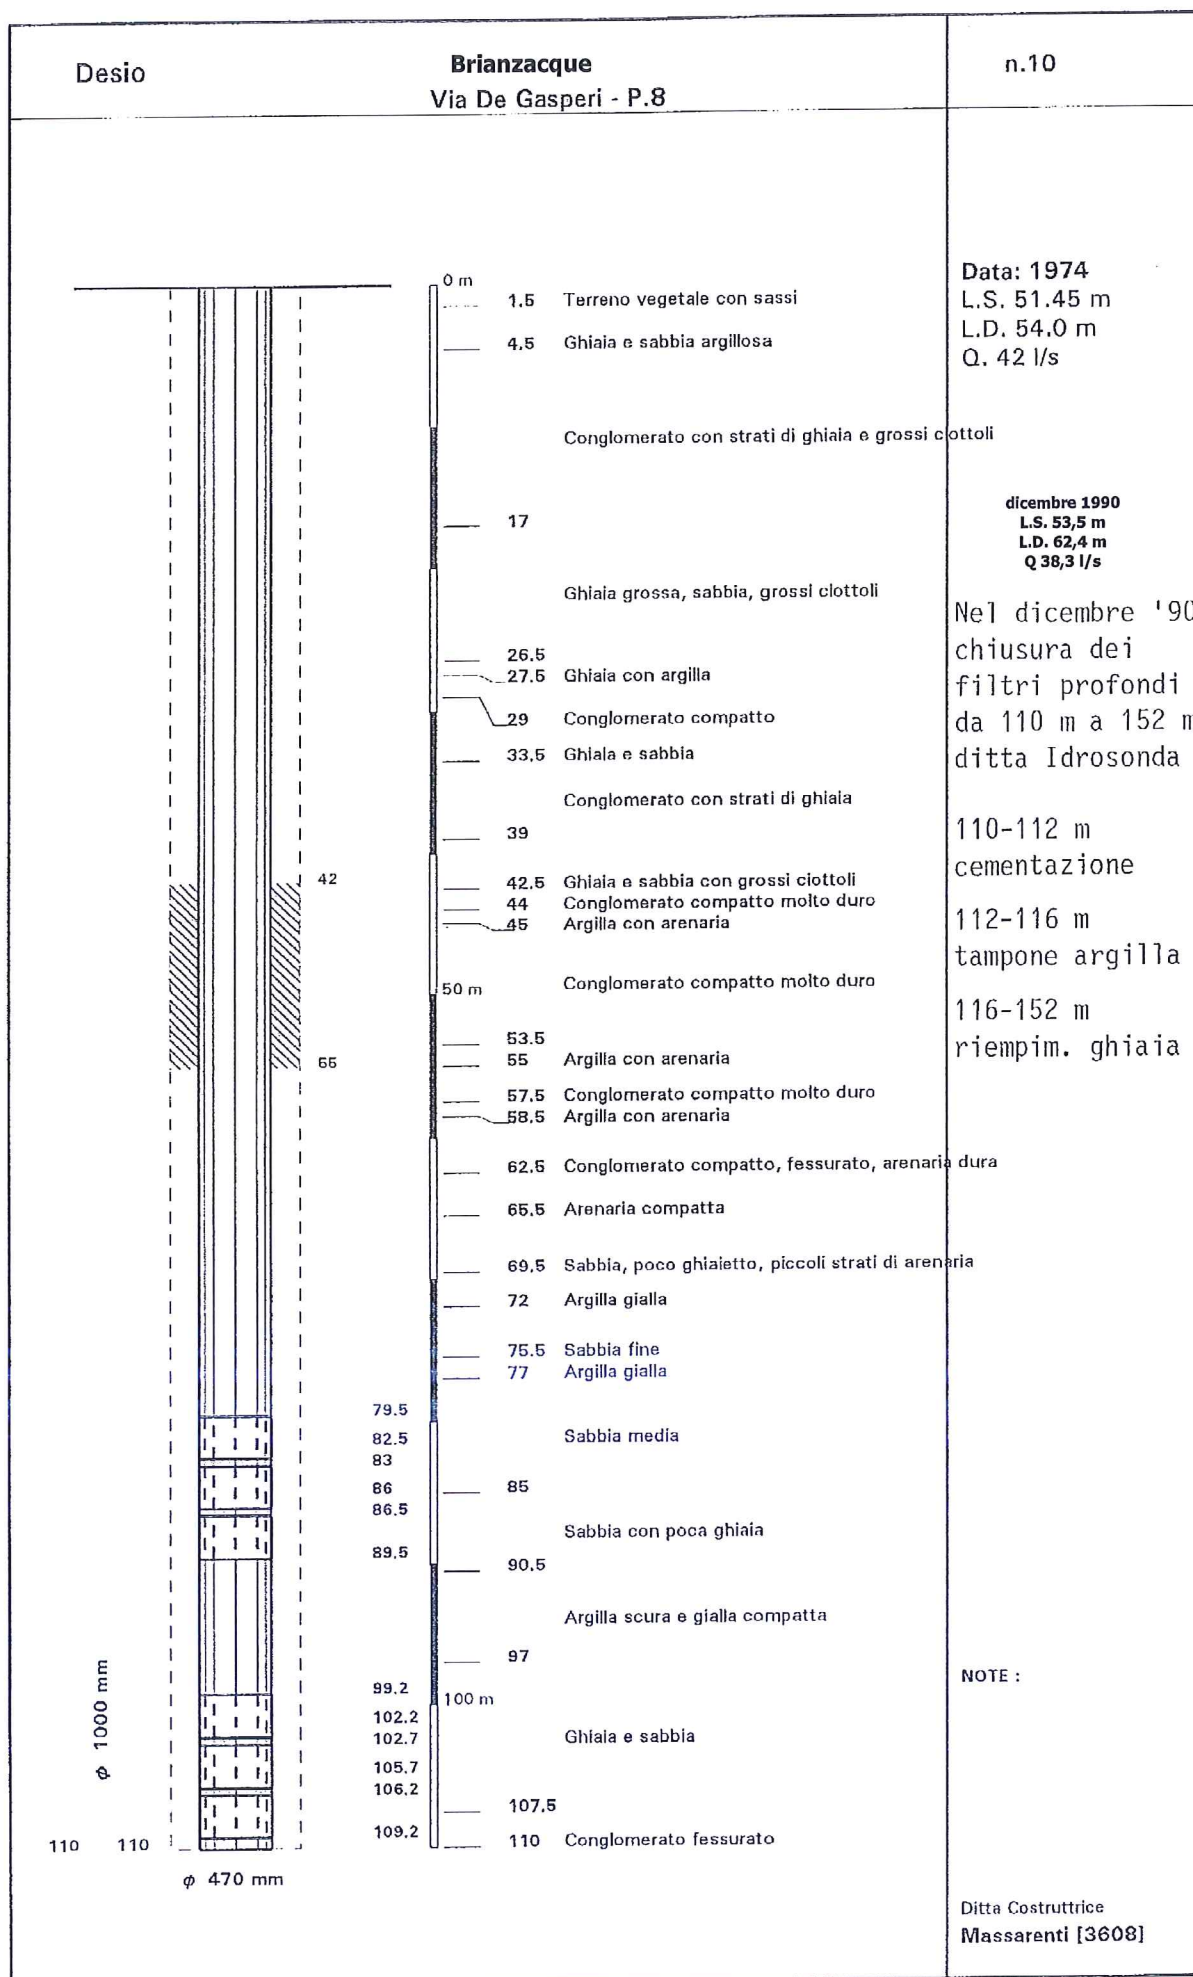 Desio
Brianzacque
Via De Gasperi - P.8
n.10
0 m
1.5 Terreno vegetale con sassi
4,5 Ghiaia e sabbia argillosa
Conglomerato con strati di ghiaia e grossi ciottoli
17
Ghiaia grossa, sabbia, grossi ciottoli
26.5
27.5 Ghiaia con argilla
29 Conglomerato compatto
33,5 Ghiaia e sabbia
Conglomerato con strati di ghiaia
39
42
42.5 Ghiaia e sabbia con grossi ciottoli
44 Conglomerato compatto molto duro
45 Argilla con arenaria
50 m
Conglomerato compatto molto duro
53.5
55
55 Argilla con arenaria
57.5 Conglomerato compatto molto duro
58.5 Argilla con arenaria
62.5 Conglomerato compatto, fessurato, arenaria dura
65.5 Arenaria compatta
69,5 Sabbia, poco ghiaietto, piccoli strati di arenaria
72 Argilla gialla
75.5 Sabbia fine
77 Argilla gialla
79.5
82.5
Sabbia media
83
86
85
86.5
Sabbia con poca ghiaia
89.5
90.5
Argilla scura e gialla compatta
97
99.2
100 m
102.2
102.7
Ghiaia e sabbia
105.7
106.2
107.5
109.2
110 Conglomerato fessurato
110 110
ϕ 1000 mm
ϕ 470 mm
Data: 1974
L.S. 51.45 m
L.D. 54.0 m
Q. 42 l/s
dicembre 1990
L.S. 53,5 m
L.D. 62,4 m
Q 38,3 l/s
Nel dicembre '90
chiusura dei
filtri profondi
da 110 m a 152 m
ditta Idrosonda
110-112 m
cementazione
112-116 m
tampone argilla
116-152 m
riempim. ghiaia
NOTE :
Ditta Costruttrice
Massarenti [3608]